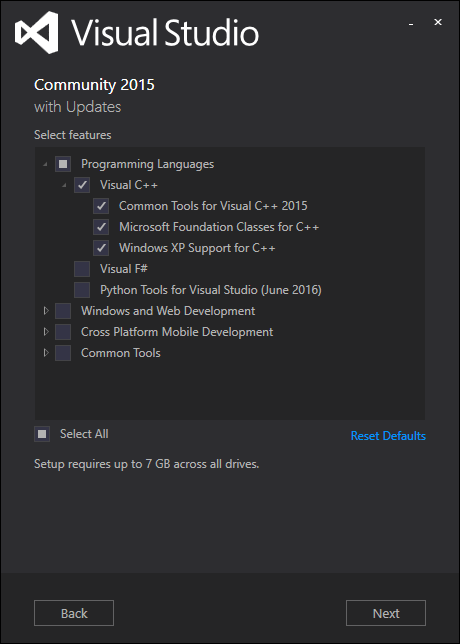 Visual Studio
Community 2015
with Updates
Select features
Programming Languages
Visual C++
Common Tools for Visual C++ 2015
Microsoft Foundation Classes for C++
Windows XP Support for C++
Visual F#
Python Tools for Visual Studio (June 2016)
Windows and Web Development
Cross Platform Mobile Development
Common Tools
Select All
Reset Defaults
Setup requires up to 7 GB across all drives.
Back
Next